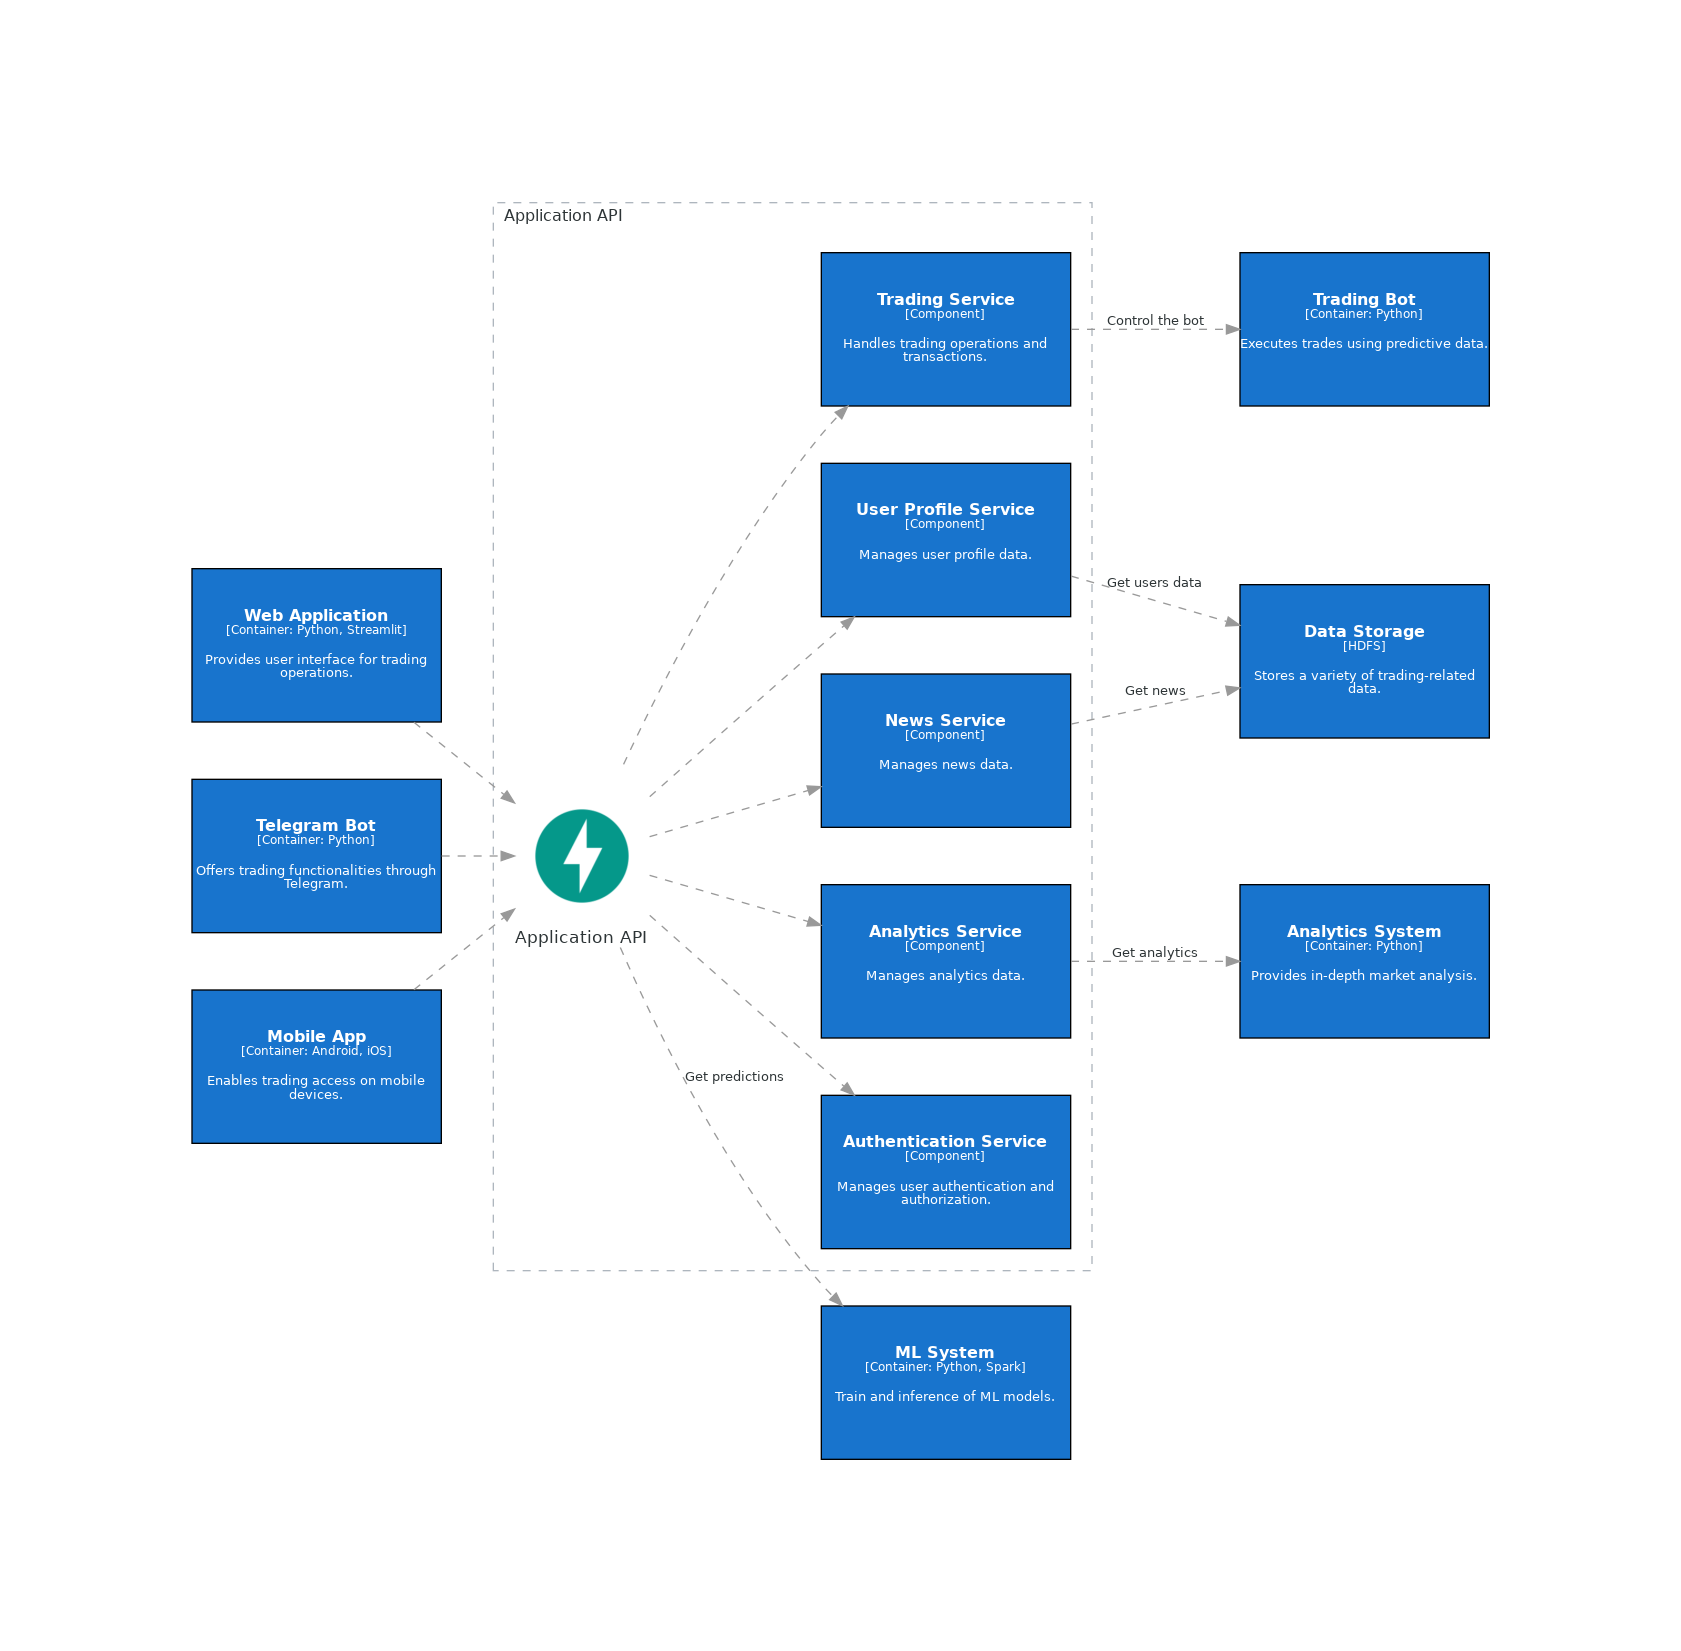 Application API
Trading Service
[Component]
Handles trading operations and
transactions.
Control the bot
Trading Bot
[Container: Python]
Executes trades using predictive data.
User Profile Service
[Component]
Manages user profile data.
Get users data
Web Application
[Container: Python, Streamlit]
Provides user interface for trading
operations.
Data Storage
[HDFS]
Stores a variety of trading-related
data.
News Service
[Component]
Manages news data.
Get news
Telegram Bot
[Container: Python]
Offers trading functionalities through
Telegram.
Application API
Analytics Service
[Component]
Manages analytics data.
Get analytics
Analytics System
[Container: Python]
Provides in-depth market analysis.
Mobile App
[Container: Android, iOS]
Enables trading access on mobile
devices.
Get predictions
Authentication Service
[Component]
Manages user authentication and
authorization.
ML System
[Container: Python, Spark]
Train and inference of ML models.